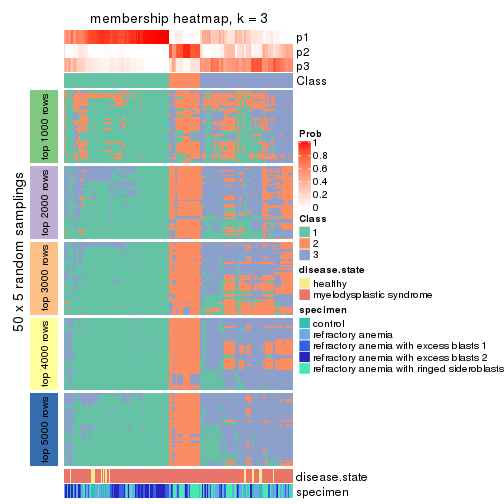 membership heatmap, k = 3
p1
p2
p3
Class
50 x 5 random samplings
top 1000 rows
top 2000 rows
top 3000 rows
top 4000 rows
top 5000 rows
disease.state
specimen
Prob
1
0.8
0.6
0.4
0.2
0
Class
1
2
3
disease.state
healthy
myelodysplastic syndrome
specimen
control
refractory anemia
refractory anemia with excess blasts 1
refractory anemia with excess blasts 2
refractory anemia with ringed sideroblasts